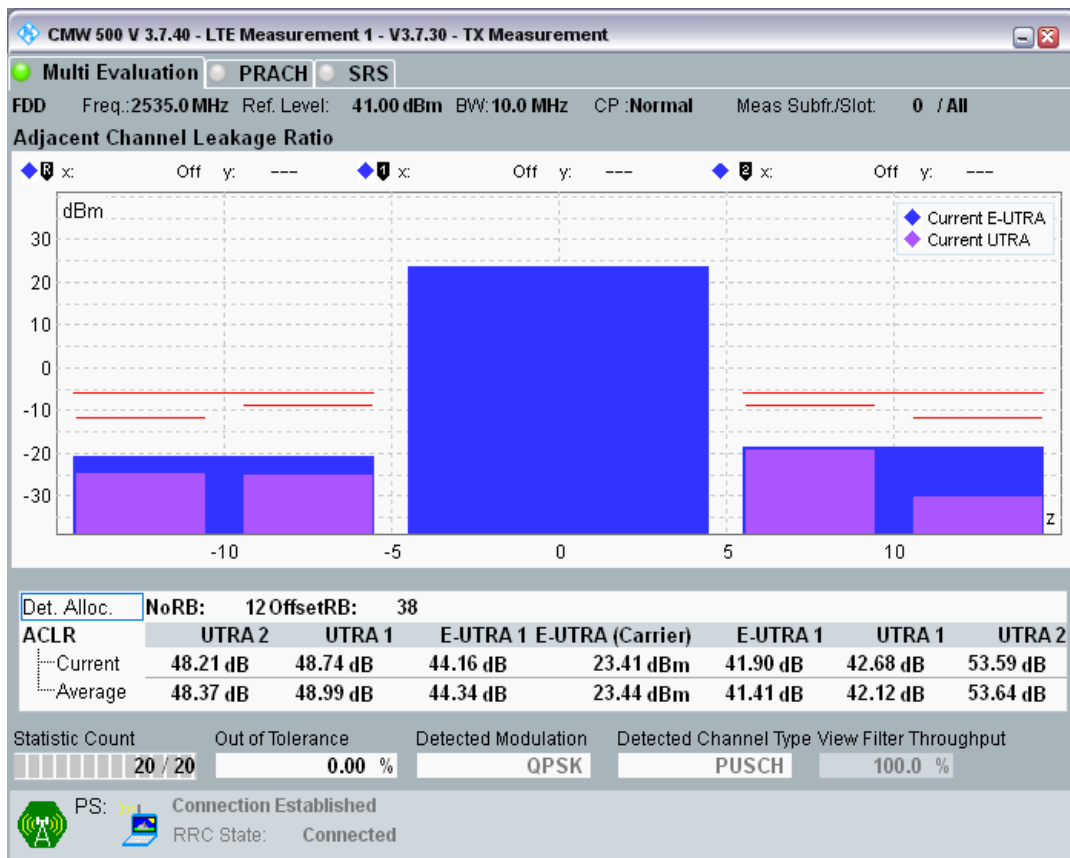 CMW 500 V 3.7.40 - LTE Measurement 1 - V3.7.30 - TX Measurement
Multi Evaluation PRACH SRS
FDD Freq.:2535.0 MHz Ref. Level: 41.00 dBm BW:10.0 MHz CP :Normal Meas Subfr./Slot: 0 / All
Adjacent Channel Leakage Ratio
R x: Off y: --- 1 x: Off y: --- 2 x: Off y: ---
dBm
Current E-UTRA
Current UTRA
30
20
10
0
-10
-20
-30
z
-10 -5 0 5 10
Det. Alloc. NoRB: 12 OffsetRB: 38
ACLR UTRA 2 UTRA 1 E-UTRA 1 E-UTRA (Carrier) E-UTRA 1 UTRA 1 UTRA 2
Current 48.21 dB 48.74 dB 44.16 dB 23.41 dBm 41.90 dB 42.68 dB 53.59 dB
Average 48.37 dB 48.99 dB 44.34 dB 23.44 dBm 41.41 dB 42.12 dB 53.64 dB
Statistic Count Out of Tolerance Detected Modulation Detected Channel Type View Filter Throughput
20 / 20 0.00 % QPSK PUSCH 100.0 %
PS: Connection Established
RRC State: Connected